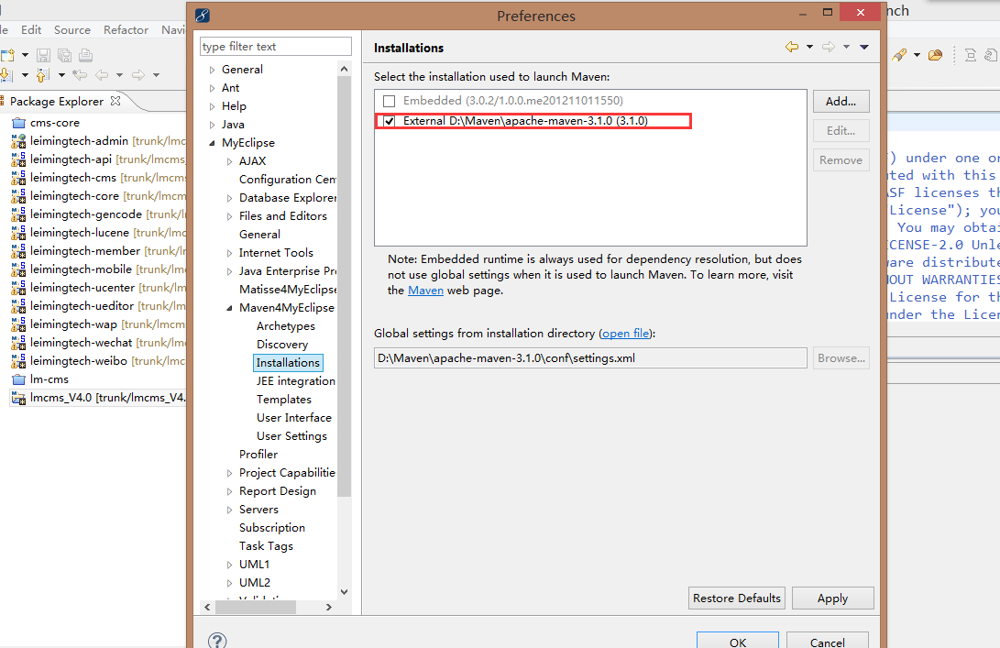 Preferences
nch
Edit Source Refactor Navi
Package Explorer
cms-core
leimingtech-admin [trunk/lmc
leimingtech-api [trunk/lmcms_
leimingtech-cms [trunk/lmcms
leimingtech-core [trunk/lmcm
leimingtech-gencode [trunk/l
leimingtech-lucene [trunk/lm
leimingtech-member [trunk/l
leimingtech-mobile [trunk/lm
leimingtech-ucenter [trunk/lm
leimingtech-ueditor [trunk/lm
leimingtech-wap [trunk/lmcm
leimingtech-wechat [trunk/lm
leimingtech-weibo [trunk/lmc
lm-cms
lmcms_V4.0 [trunk/lmcms_V4.
type filter text
General
Ant
Help
Java
MyEclipse
AJAX
Configuration Cen
Database Explorer
Files and Editors
General
Internet Tools
Java Enterprise Pr
Matisse4MyEclipse
Maven4MyEclipse
Archetypes
Discovery
Installations
JEE integration
Templates
User Interface
User Settings
Profiler
Project Capabilitie
Report Design
Servers
Subscription
Task Tags
UML1
UML2
Installations
Select the installation used to launch Maven:
Embedded (3.0.2/1.0.0.me201211011550)
External D:\Maven\apache-maven-3.1.0 (3.1.0)
Add...
Edit...
Remove
Note: Embedded runtime is always used for dependency resolution, but does
not use global settings when it is used to launch Maven. To learn more, visit
the Maven web page.
Global settings from installation directory (open file):
D:\Maven\apache-maven-3.1.0\conf\settings.xml
Browse...
Restore Defaults
Apply
OK
Cancel
) under one or
ted with this
ASF licenses th
License"); you
You may obtai
ICENSE-2.0 Unle
ware distribute
HOUT WARRANTIES
License for th
under the Licen